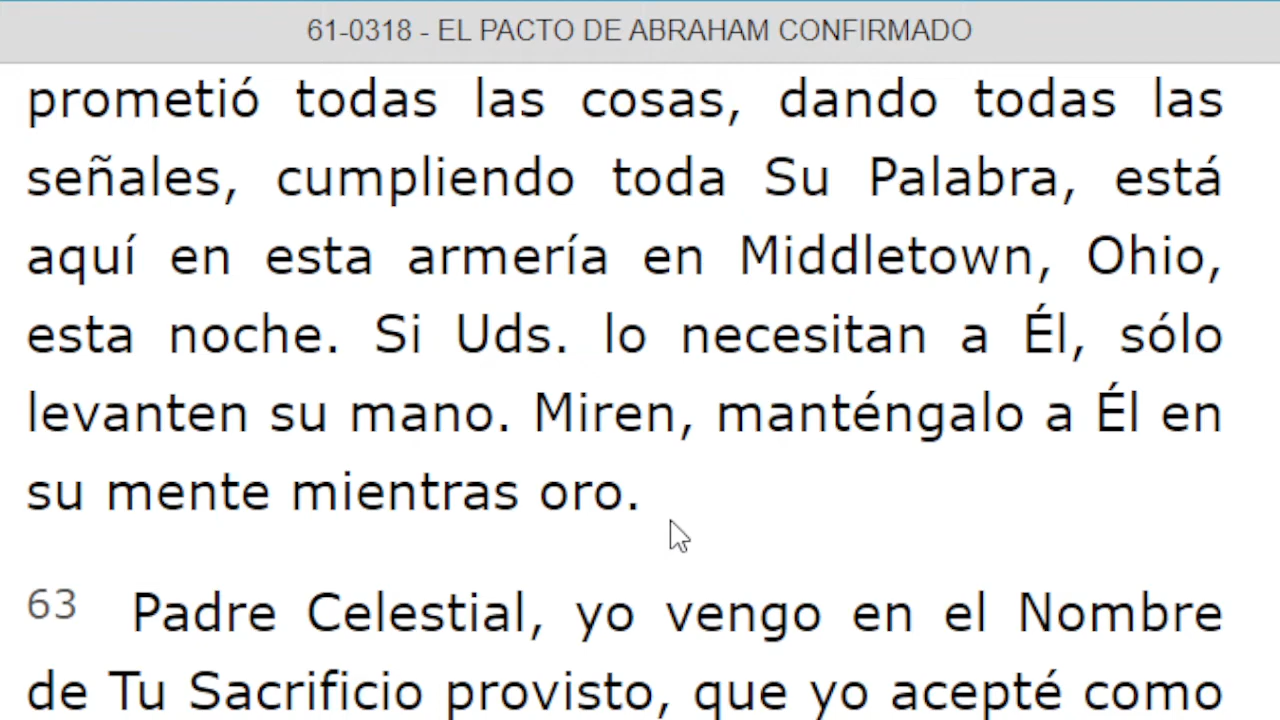 61-0318 - EL PACTO DE ABRAHAM CONFIRMADO
prometió todas las cosas, dando todas las
señales, cumpliendo toda Su Palabra, está
aquí en esta armería en Middletown, Ohio,
esta noche. Si Uds. lo necesitan a Él, sólo
levanten su mano. Miren, manténgalo a Él en
su mente mientras oro.
63 Padre Celestial, yo vengo en el Nombre
de Tu Sacrificio provisto, que yo acepté como